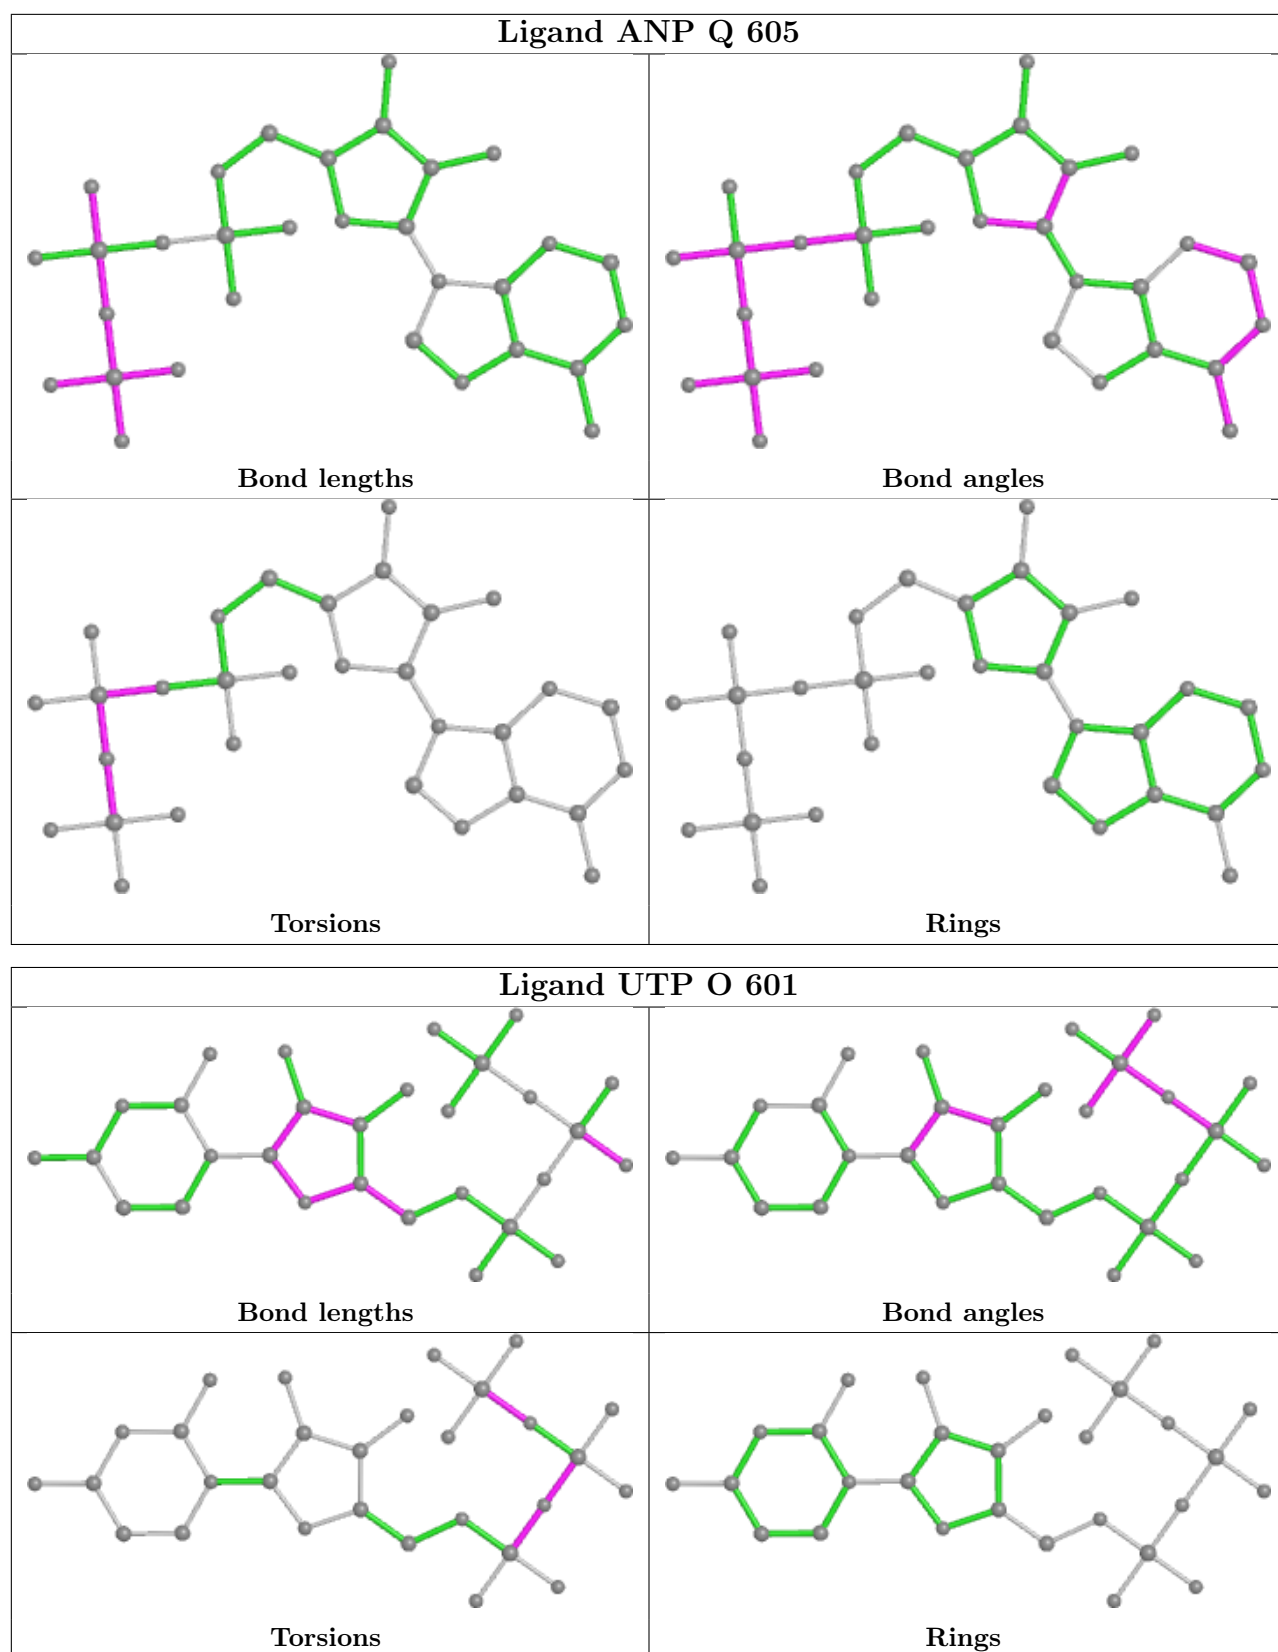 Ligand ANP Q 605
Bond lengths
Bond angles
Torsions
Rings
Ligand UTP O 601
Bond lengths
Bond angles
Torsions
Rings